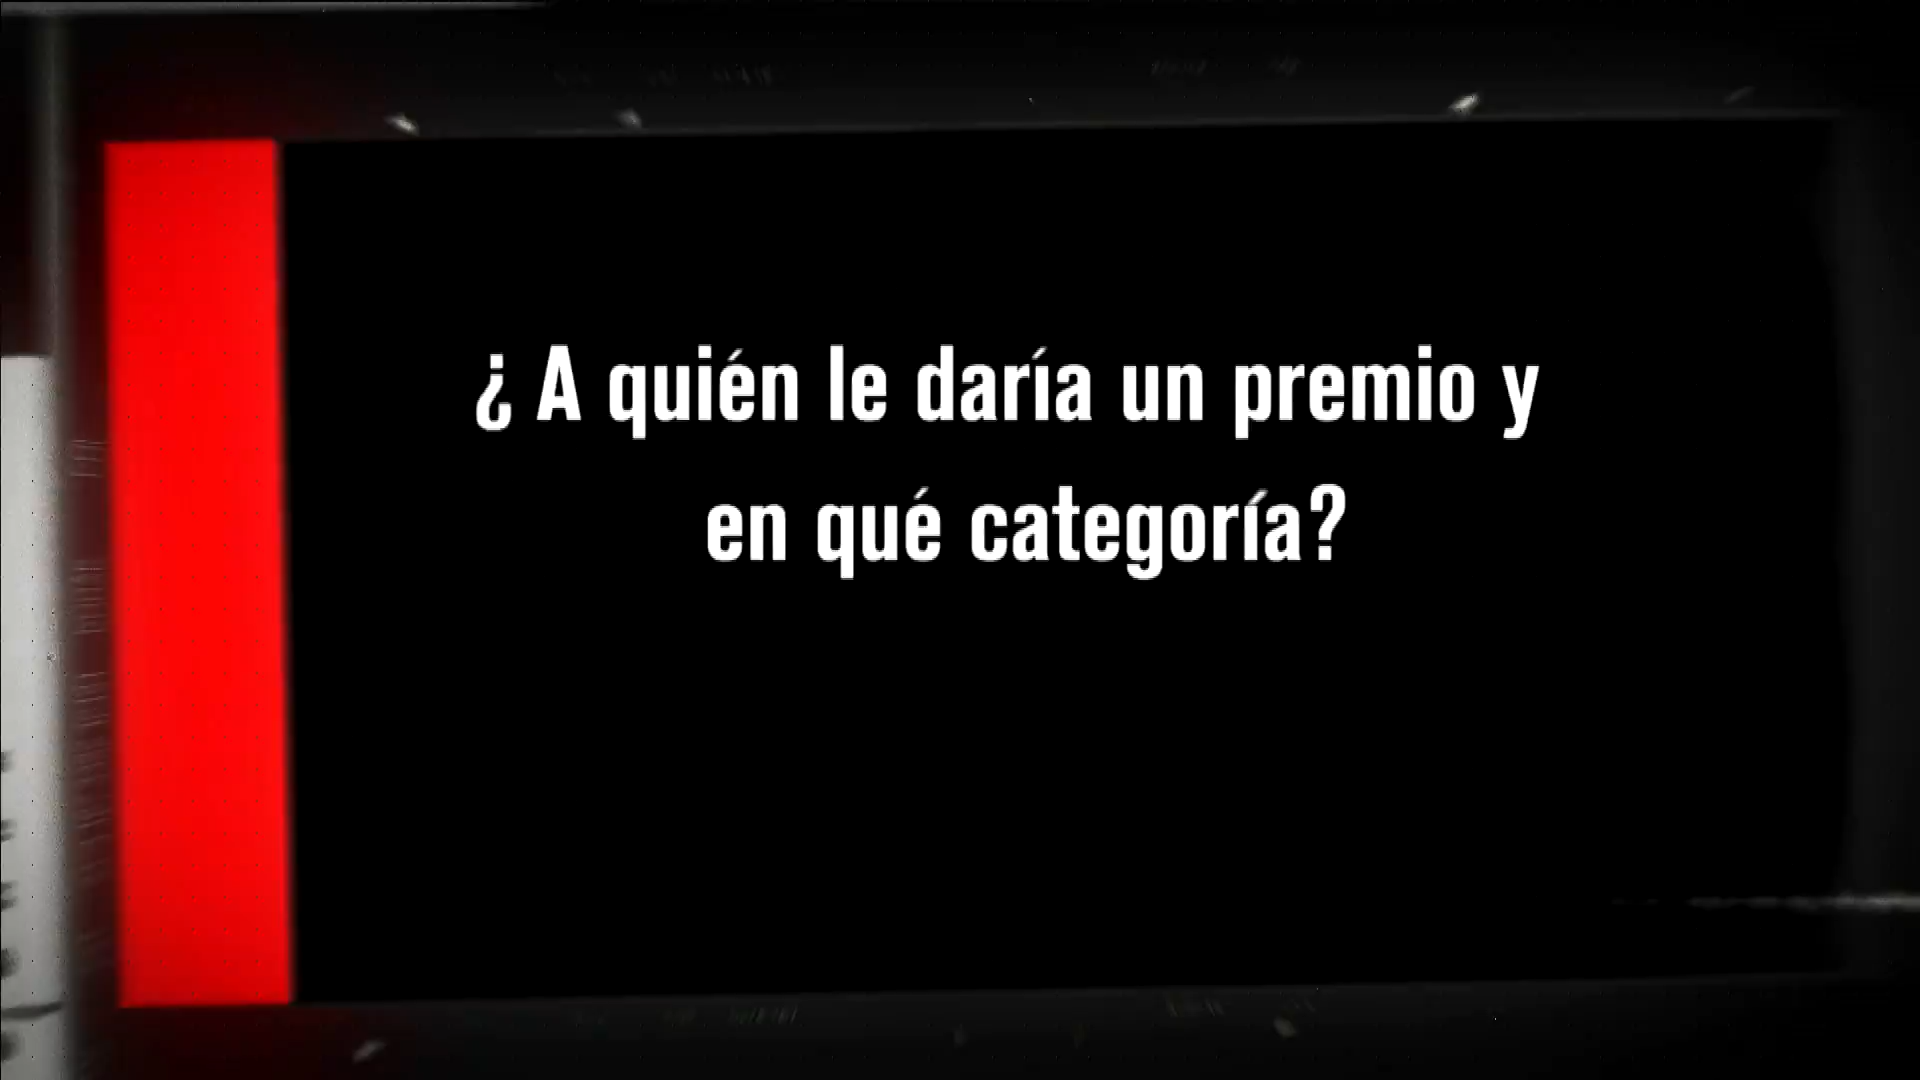 ¿ A quién le daría un premio y
en qué categoría?